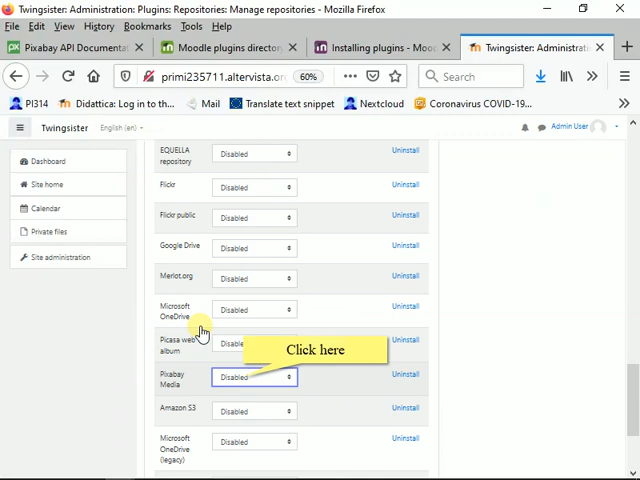 Twingsister: Administration: Plugins: Repositories: Manage repositories - Mozilla Firefox
File Edit View History Bookmarks Tools Help
Pixabay API Documentat
Moodle plugins directory
Installing plugins - Mood
Twingsister: Administratio
primi235711.altervista.or
60%
Search
PI314
Didattica: Log in to th...
Mail
Translate text snippet
Nextcloud
Coronavirus COVID-19...
Twingsister
English (en)
Admin User
Dashboard
Site home
Calendar
Private files
Site administration
EQUELLA
repository
Disabled
Uninstall
Flickr
Disabled
Uninstall
Flickr public
Disabled
Uninstall
Google Drive
Disabled
Uninstall
Merlot.org
Disabled
Uninstall
Microsoft
OneDrive
Disabled
Uninstall
Picasa web
album
Uninstall
Click here
Pixabay
Media
Disabled
Uninstall
Amazon S3
Disabled
Uninstall
Microsoft
OneDrive
(legacy)
Disabled
Uninstall